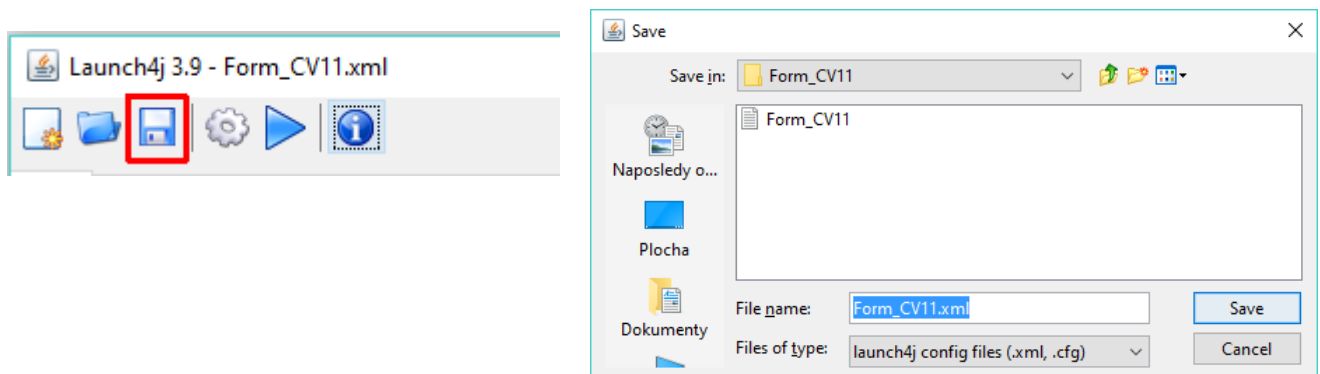 Launch4j 3.9 - Form_CV11.xml
Save
Save in:
Form_CV11
Form_CV11
Naposledy o...
Plocha
Dokumenty
File name:
Form_CV11.xml
Save
Files of type:
launch4j config files (.xml, .cfg)
Cancel